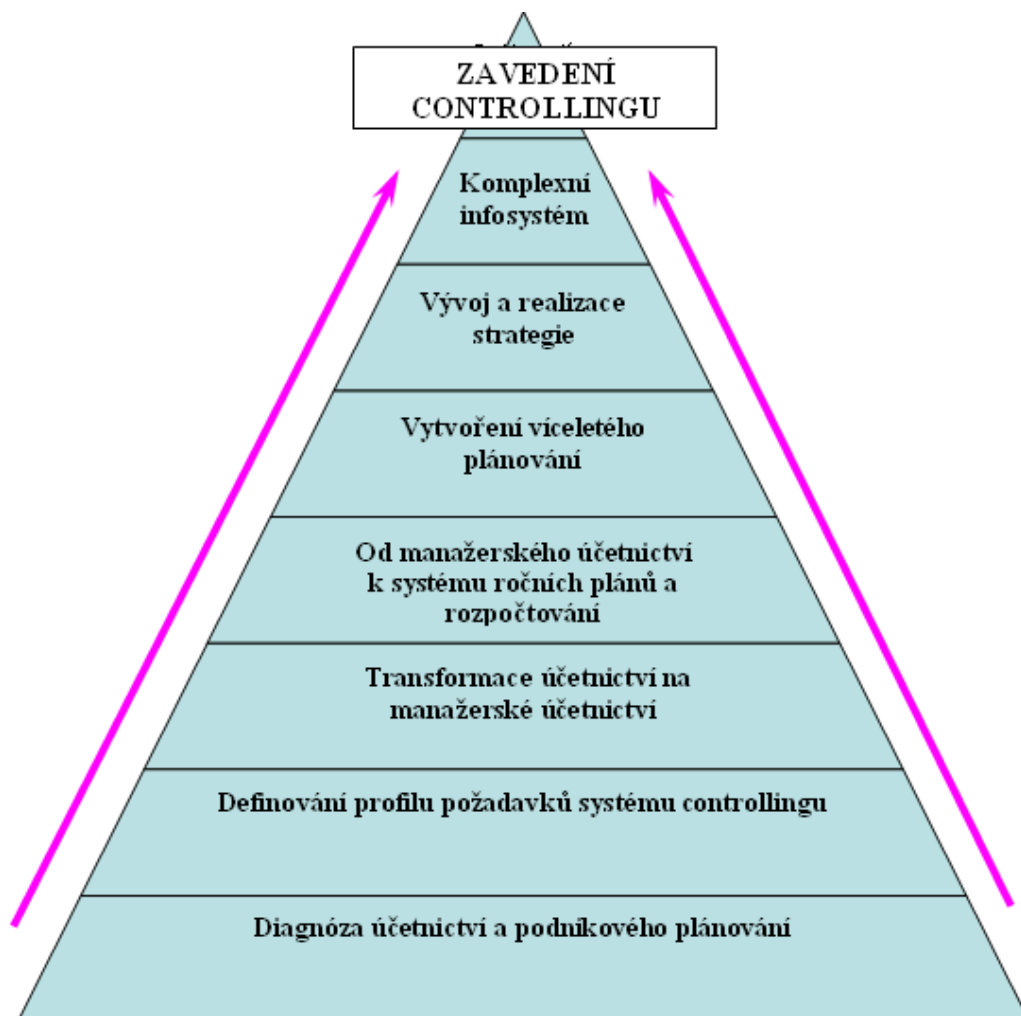 ZAVEDENÍ
CONTROLLINGU
Komplexní
infosystém
Vývoj a realizace
strategie
Vytvoření víceletého
plánování
Od manažerského účetnictví
k systému ročních plánů a
rozpočtování
Transformace účetnictví na
manažerské účetnictví
Definování profilu požadavků systému controllingu
Diagnóza účetnictví a podnikového plánování